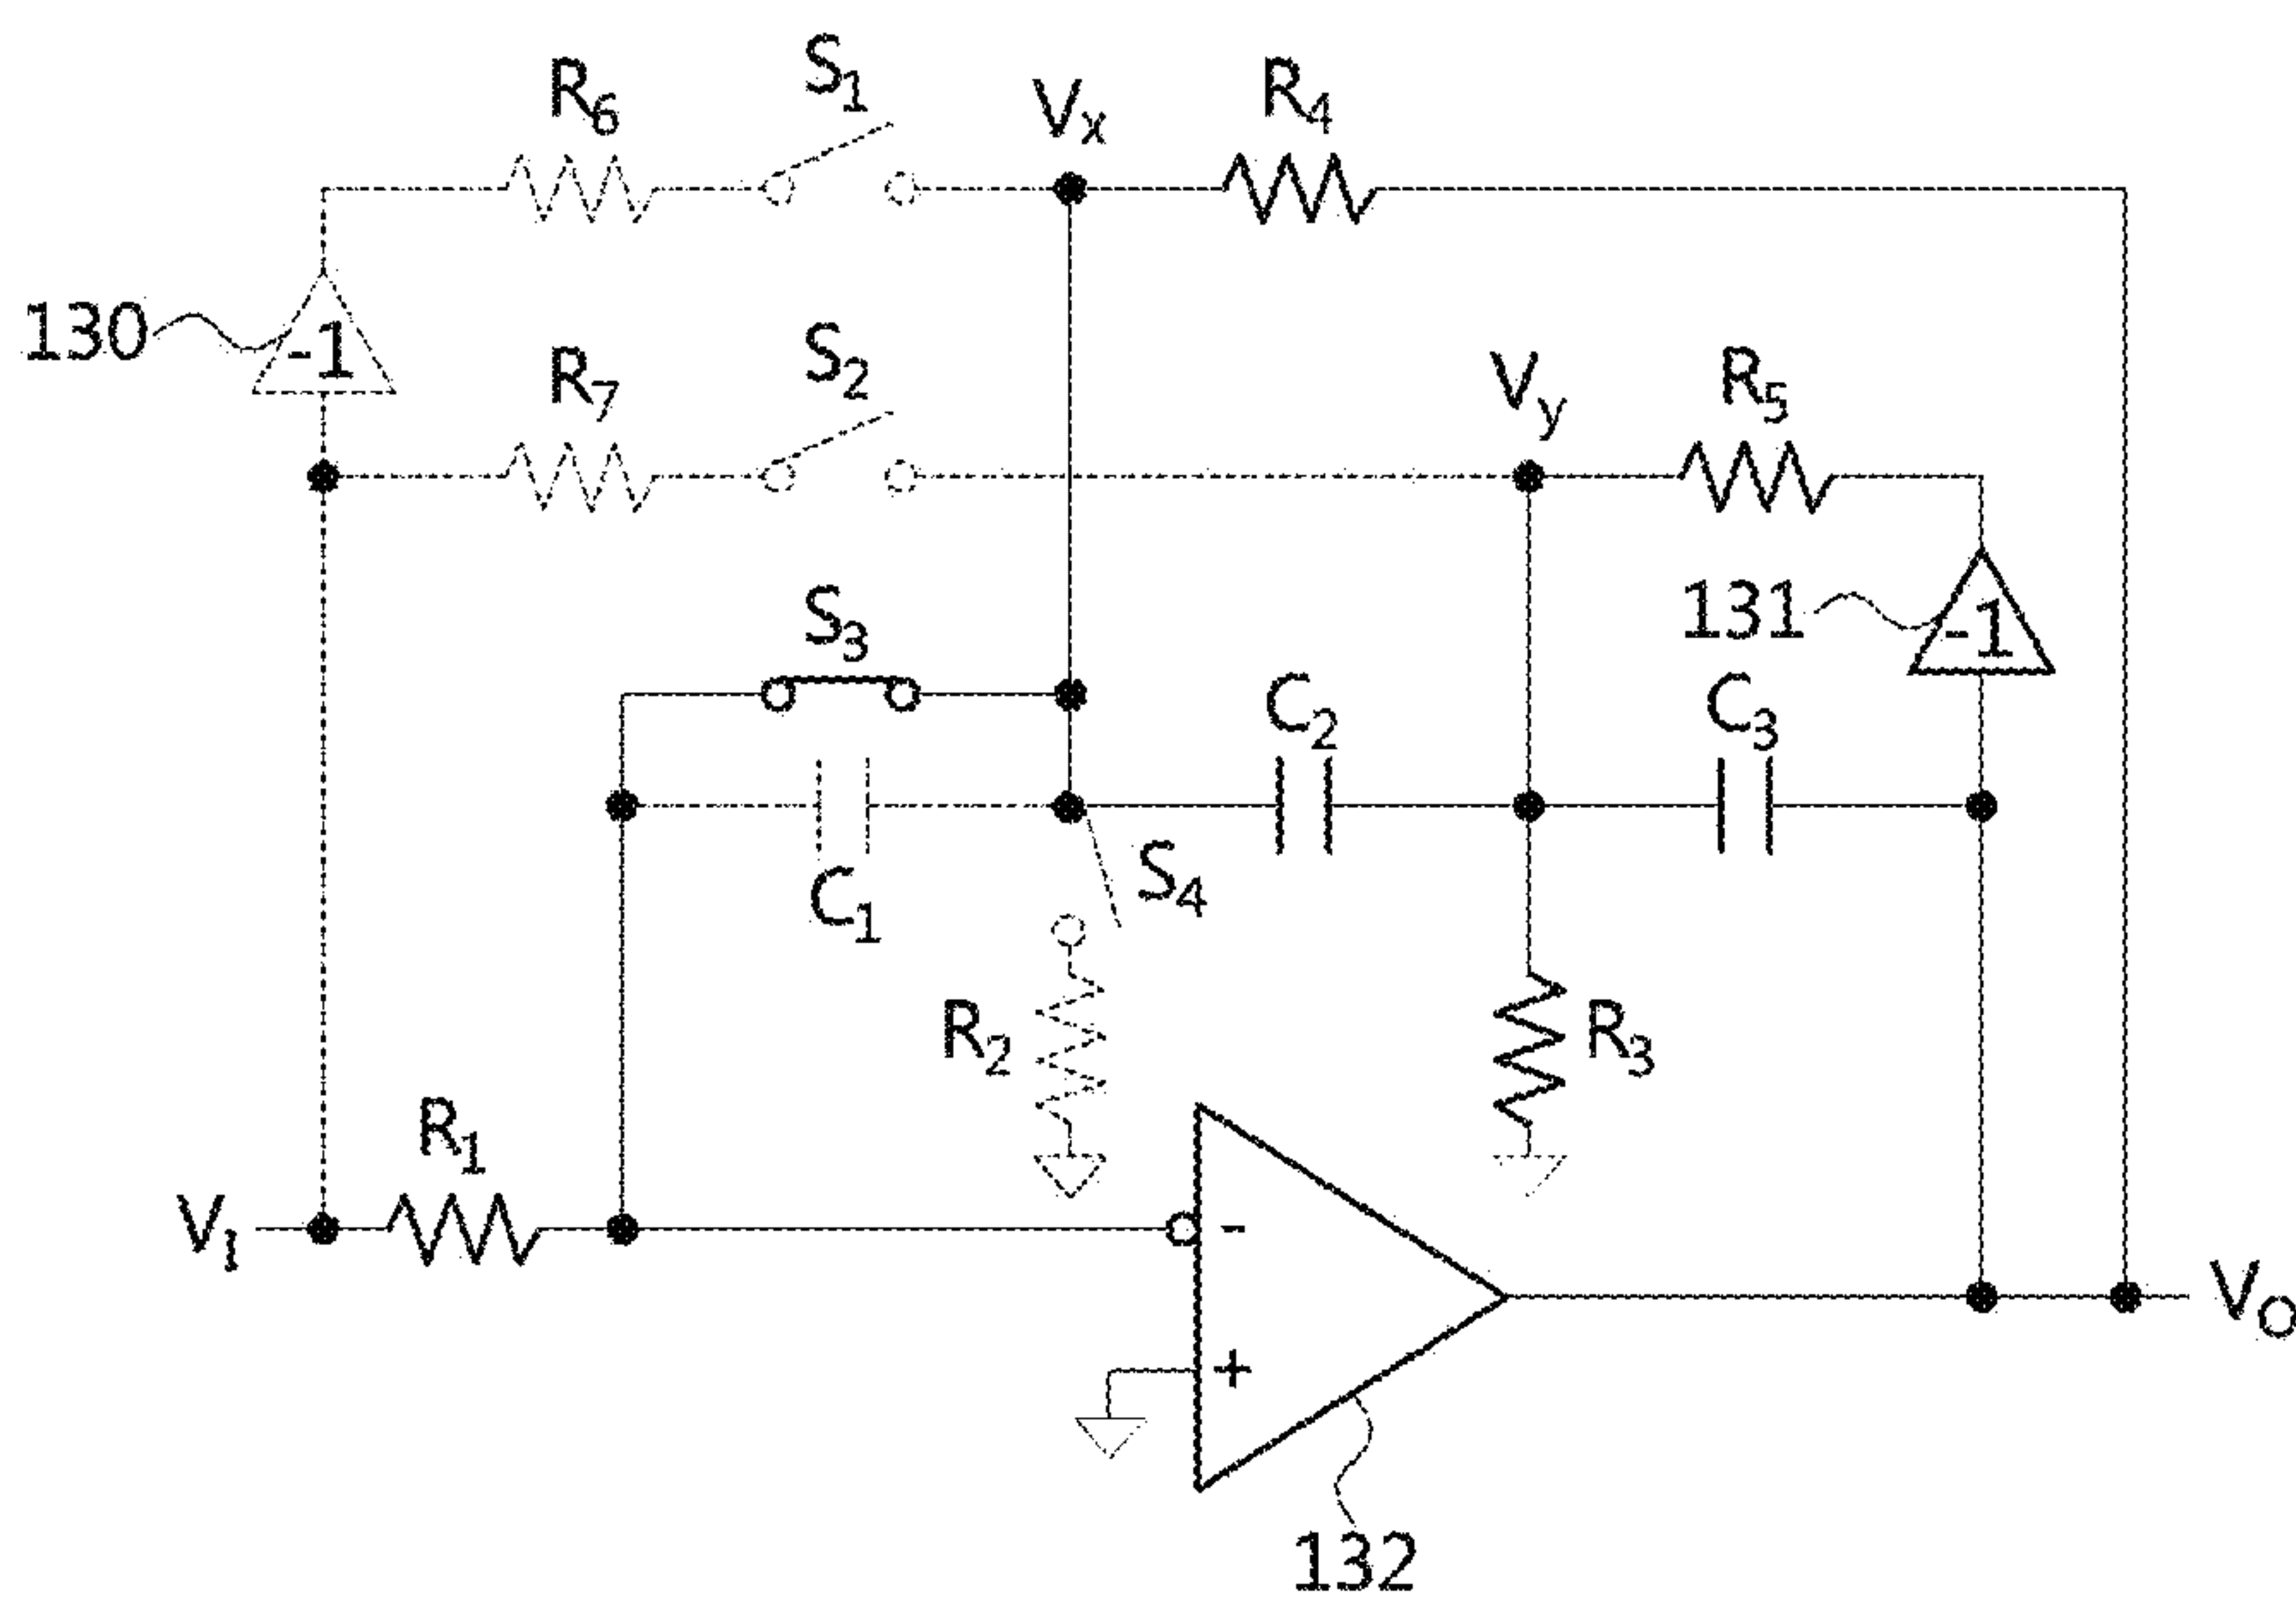 R6 S1 Vx R4
130 -1
R7 S2 Vy R5
131 -1
S3 C2 C3
C1 S4
R2 R3
R1
VI -
VO
+
132